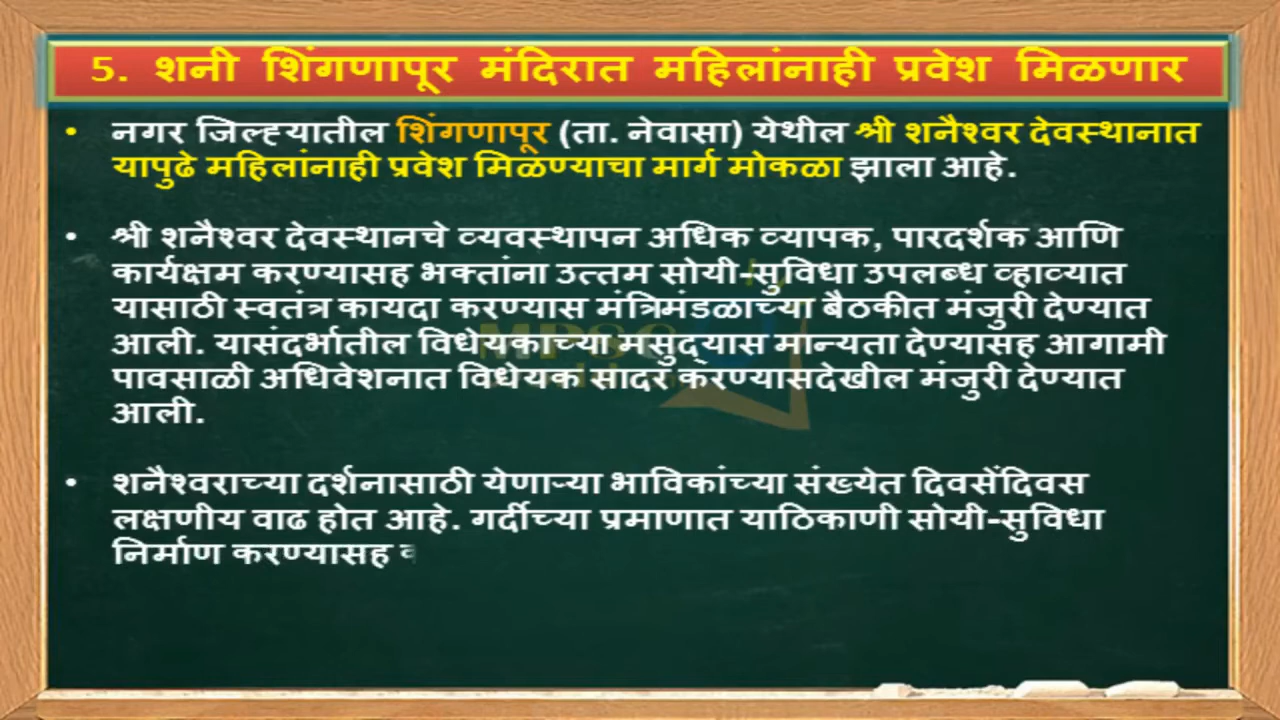 5. शनी शिंगणापूर मंदिरात महिलांनाही प्रवेश मिळणार
• नगर जिल्ह्यातील शिंगणापूर (ता. नेवासा) येथील श्री शनैश्वर देवस्थानात
यापुढे महिलांनाही प्रवेश मिळण्याचा मार्ग मोकळा झाला आहे.
• श्री शनैश्वर देवस्थानचे व्यवस्थापन अधिक व्यापक, पारदर्शक आणि
कार्यक्षम करण्यासह भक्तांना उत्तम सोयी-सुविधा उपलब्ध व्हाव्यात
यासाठी स्वतंत्र कायदा करण्यास मंत्रिमंडळाच्या बैठकीत मंजुरी देण्यात
आली. यासंदर्भातील विधेयकाच्या मसुद्यास मान्यता देण्यासह आगामी
पावसाळी अधिवेशनात विधेयक सादर करण्यासदेखील मंजुरी देण्यात
आली.
• शनैश्वराच्या दर्शनासाठी येणाऱ्या भाविकांच्या संख्येत दिवसेंदिवस
लक्षणीय वाढ होत आहे. गर्दीच्या प्रमाणात याठिकाणी सोयी-सुविधा
निर्माण करण्यासह